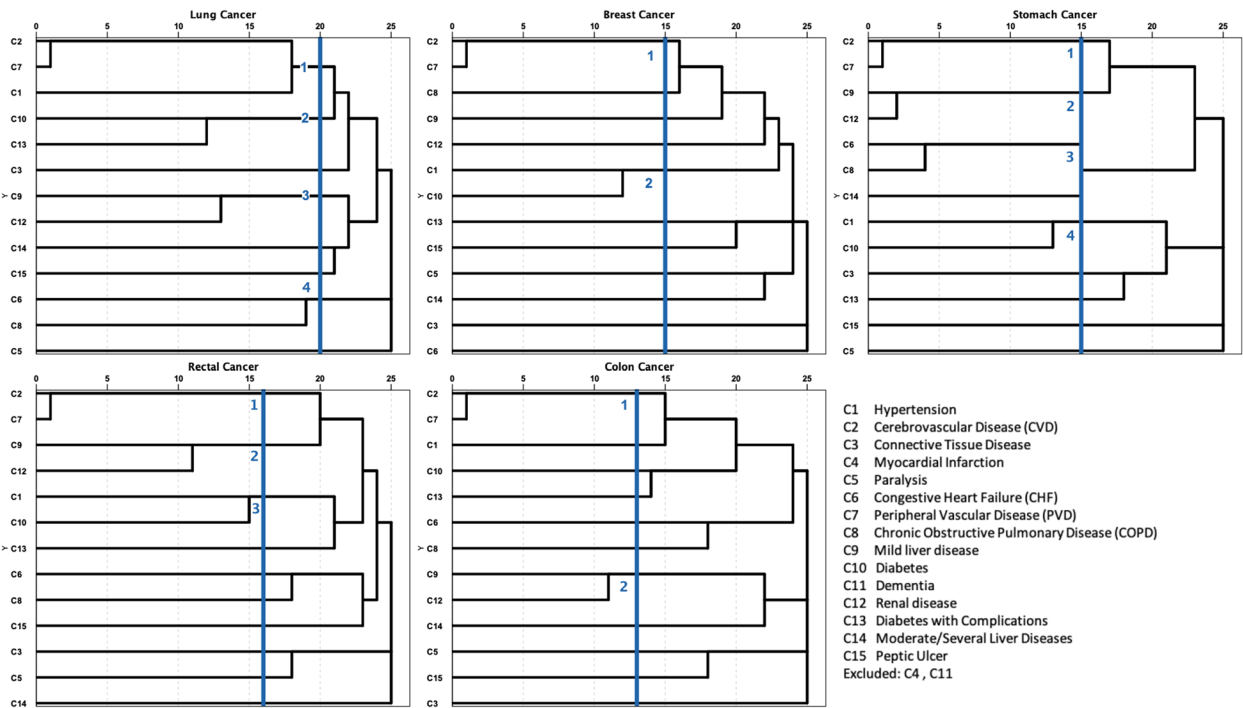 Lung Cancer
0 5 10 15 20 25
C2
C7
C1
C10
C13
C3
C9
C12
C14
C15
C6
C8
C5
Y
1
2
3
4
Breast Cancer
0 5 10 15 20 25
C2
C7
C8
C9
C12
C1
C10
C13
C15
C5
C14
C3
C6
Y
1
2
Stomach Cancer
0 5 10 15 20 25
C2
C7
C9
C12
C6
C8
C14
C1
C10
C3
C13
C15
C5
Y
1
2
3
4
Rectal Cancer
0 5 10 15 20 25
C2
C7
C9
C12
C1
C10
C13
C6
C8
C15
C3
C5
C14
Y
1
2
3
Colon Cancer
0 5 10 15 20 25
C2
C7
C1
C10
C13
C6
C8
C9
C12
C14
C5
C15
C3
Y
1
2
C1 Hypertension
C2 Cerebrovascular Disease (CVD)
C3 Connective Tissue Disease
C4 Myocardial Infarction
C5 Paralysis
C6 Congestive Heart Failure (CHF)
C7 Peripheral Vascular Disease (PVD)
C8 Chronic Obstructive Pulmonary Disease (COPD)
C9 Mild liver disease
C10 Diabetes
C11 Dementia
C12 Renal disease
C13 Diabetes with Complications
C14 Moderate/Several Liver Diseases
C15 Peptic Ulcer
Excluded: C4 , C11